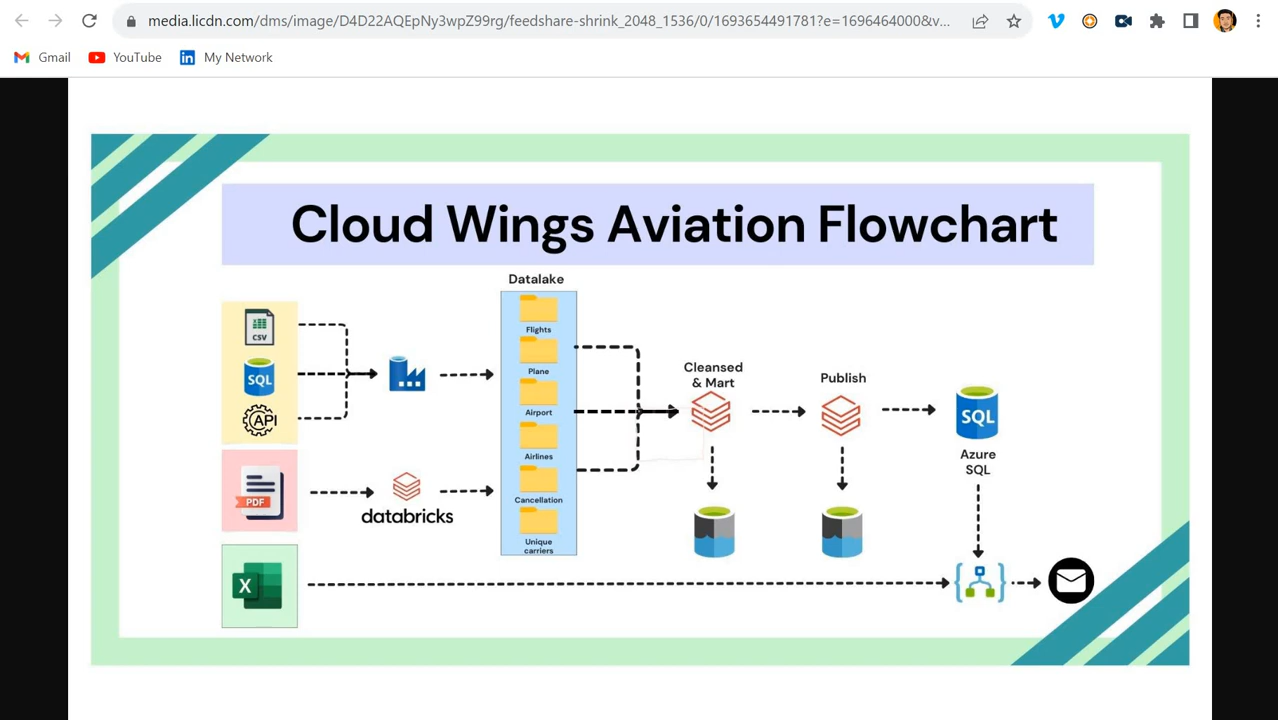 media.licdn.com/dms/image/D4D22AQEpNy3wpZ99rg/feedshare-shrink_2048_1536/0/1693654491781?e=1696464000&v...
Gmail
YouTube
in
My Network
Cloud Wings Aviation Flowchart
Datalake
CSV
SQL
API
PDF
databricks
X
Flights
Plane
Airport
Airlines
Cancellation
Unique
carriers
Cleansed
& Mart
Publish
SQL
Azure
SQL